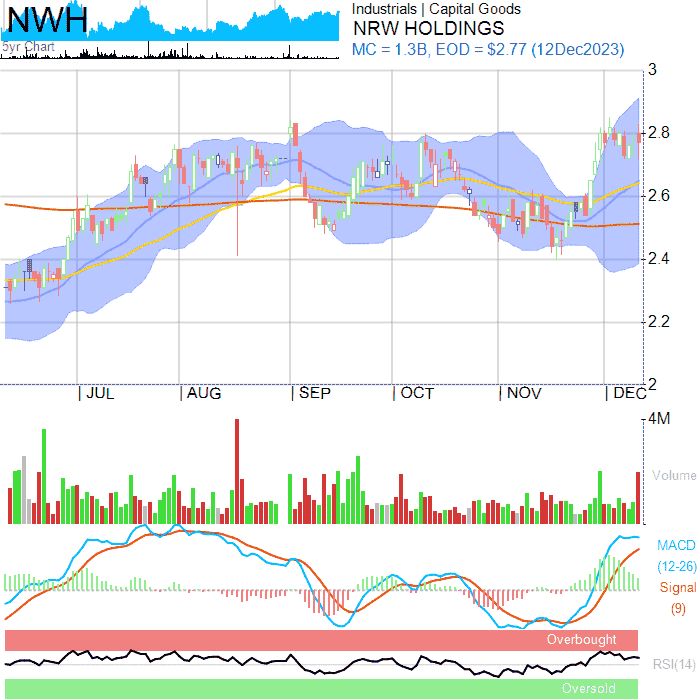 NWH
5yr Chart
Industrials | Capital Goods
NRW HOLDINGS
MC = 1.3B, EOD = $2.77 (12Dec2023)
3
2.8
2.6
2.4
2.2
2
JUL
AUG
SEP
OCT
NOV
DEC
4M
Volume
MACD
(12-26)
Signal
(9)
Overbought
RSI(14)
Oversold